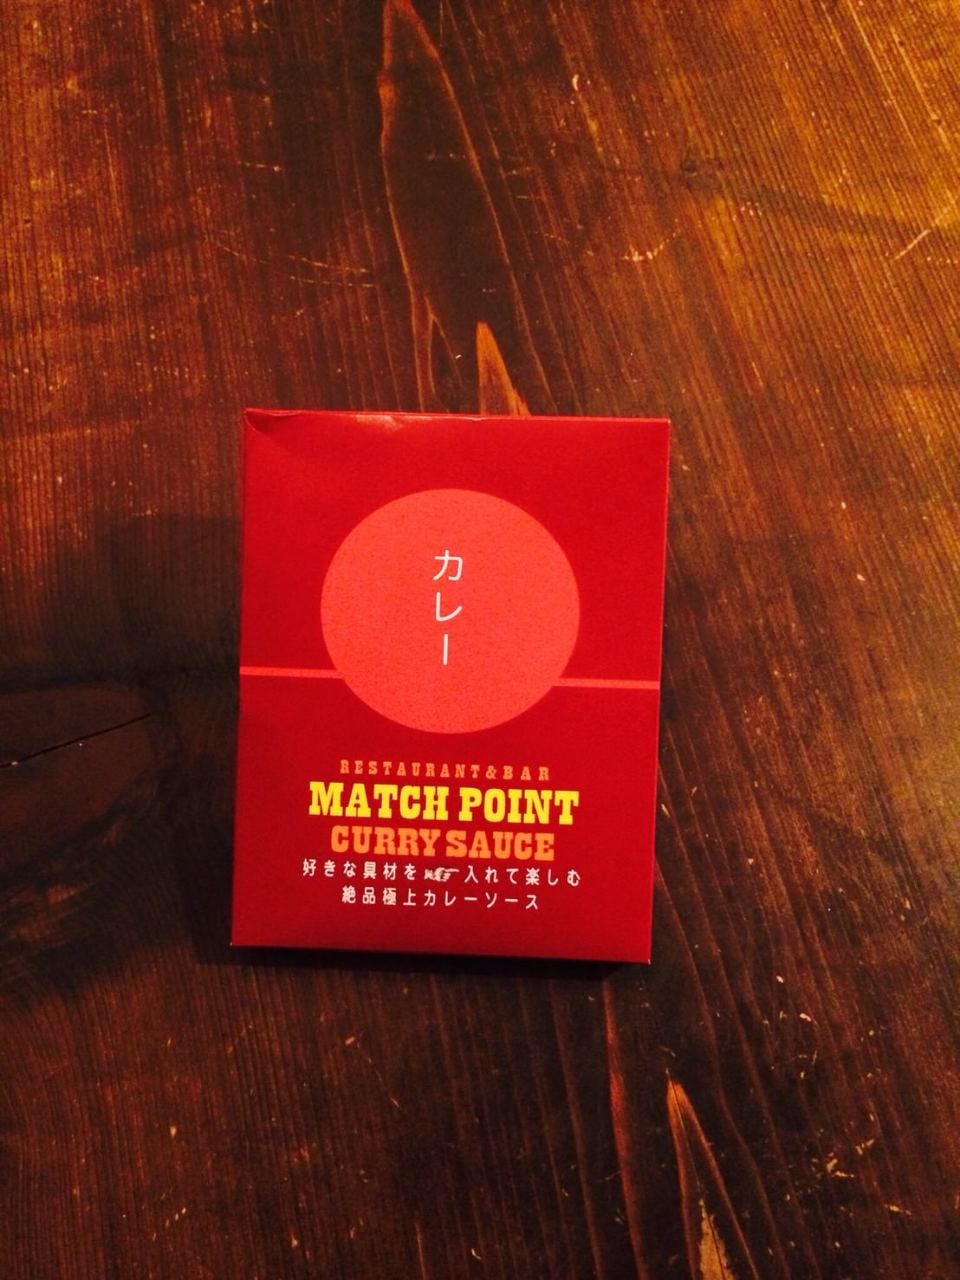 カレー
RESTAURANT&BAR
MATCH POINT
CURRY SAUCE
好きな具材を入れて楽しむ
絶品極上カレーソース